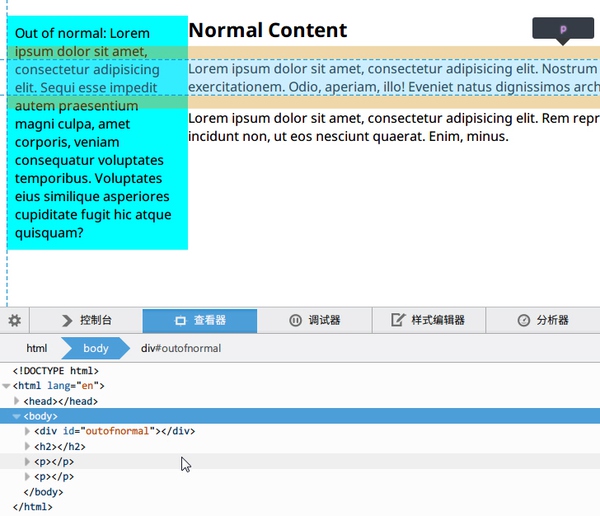 Out of normal: Lorem
ipsum dolor sit amet,
consectetur adipisicing
elit. Sequi esse impedit
autem praesentium
magni culpa, amet
corporis, veniam
consequatur voluptates
temporibus. Voluptates
eius similique asperiores
cupiditate fugit hic atque
quisquam?
Normal Content
p
Lorem ipsum dolor sit amet, consectetur adipisicing elit. Nostrum
exercitationem. Odio, aperiam, illo! Eveniet natus dignissimos arch
Lorem ipsum dolor sit amet, consectetur adipisicing elit. Rem repr
incidunt non, ut eos nesciunt quaerat. Enim, minus.
控制台
查看器
调试器
样式编辑器
分析器
html
body
div#outofnormal
<!DOCTYPE html>
<html lang="en">
<head></head>
<body>
<div id="outofnormal"></div>
<h2></h2>
<p></p>
<p></p>
</body>
</html>